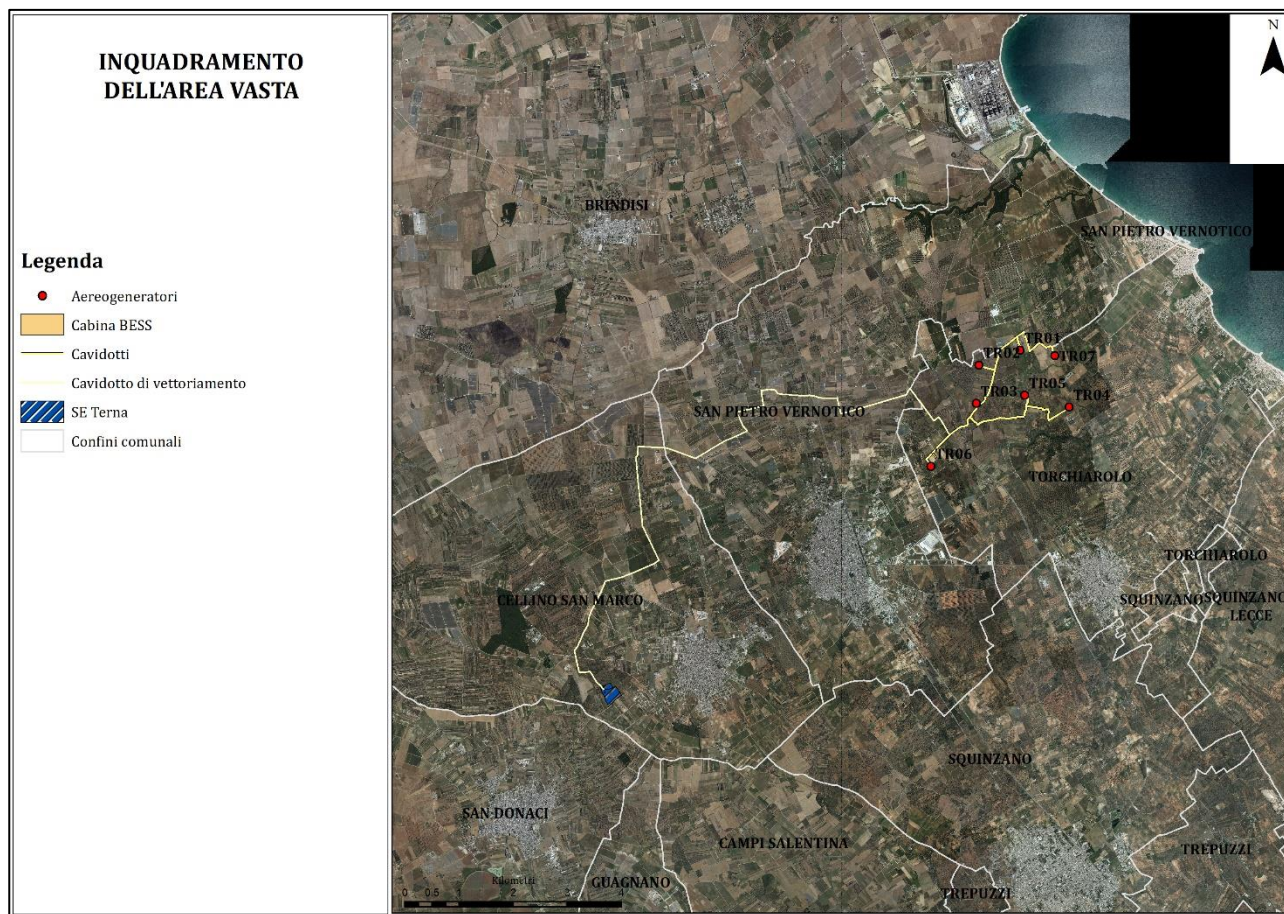 INQUADRAMENTO
DELL'AREA VASTA
Legenda
Aereogeneratori
Cabina BESS
Cavidotti
Cavidotto di vettoriamento
SE Terna
Confini comunali
N
BRINDISI
SAN PIETRO VERNOTICO
TR01
TR02
TR07
TR03
TR05
TR04
SAN PIETRO VERNOTICO
TR06
TORCHIAROLO
TORCHIAROLO
CELLINO SAN MARCO
SQUINZANO
SQUINZANO
LECCE
SQUINZANO
SAN DONACI
CAMPI SALENTINA
TREPUZZI
GUAGNANO
TREPUZZI
Kilometri
0 0.5 1 2 3 4